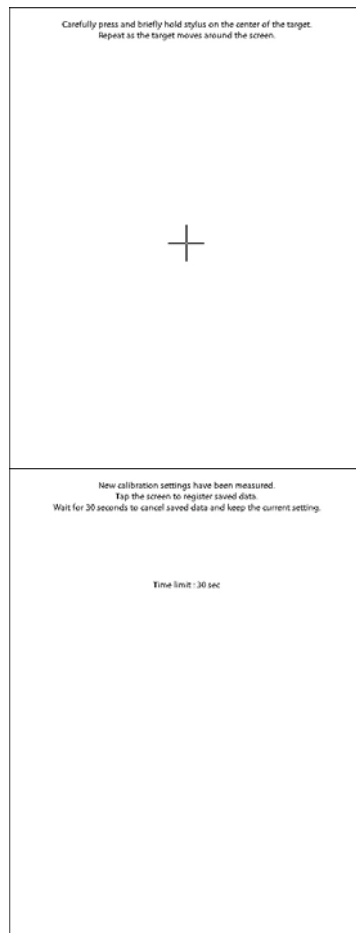 Carefully press and briefly hold stylus on the center of the target.
Repeat as the target moves around the screen.
New calibration settings have been measured.
Tap the screen to register saved data.
Wait for 30 seconds to cancel saved data and keep the current setting.
Time limit : 30 sec